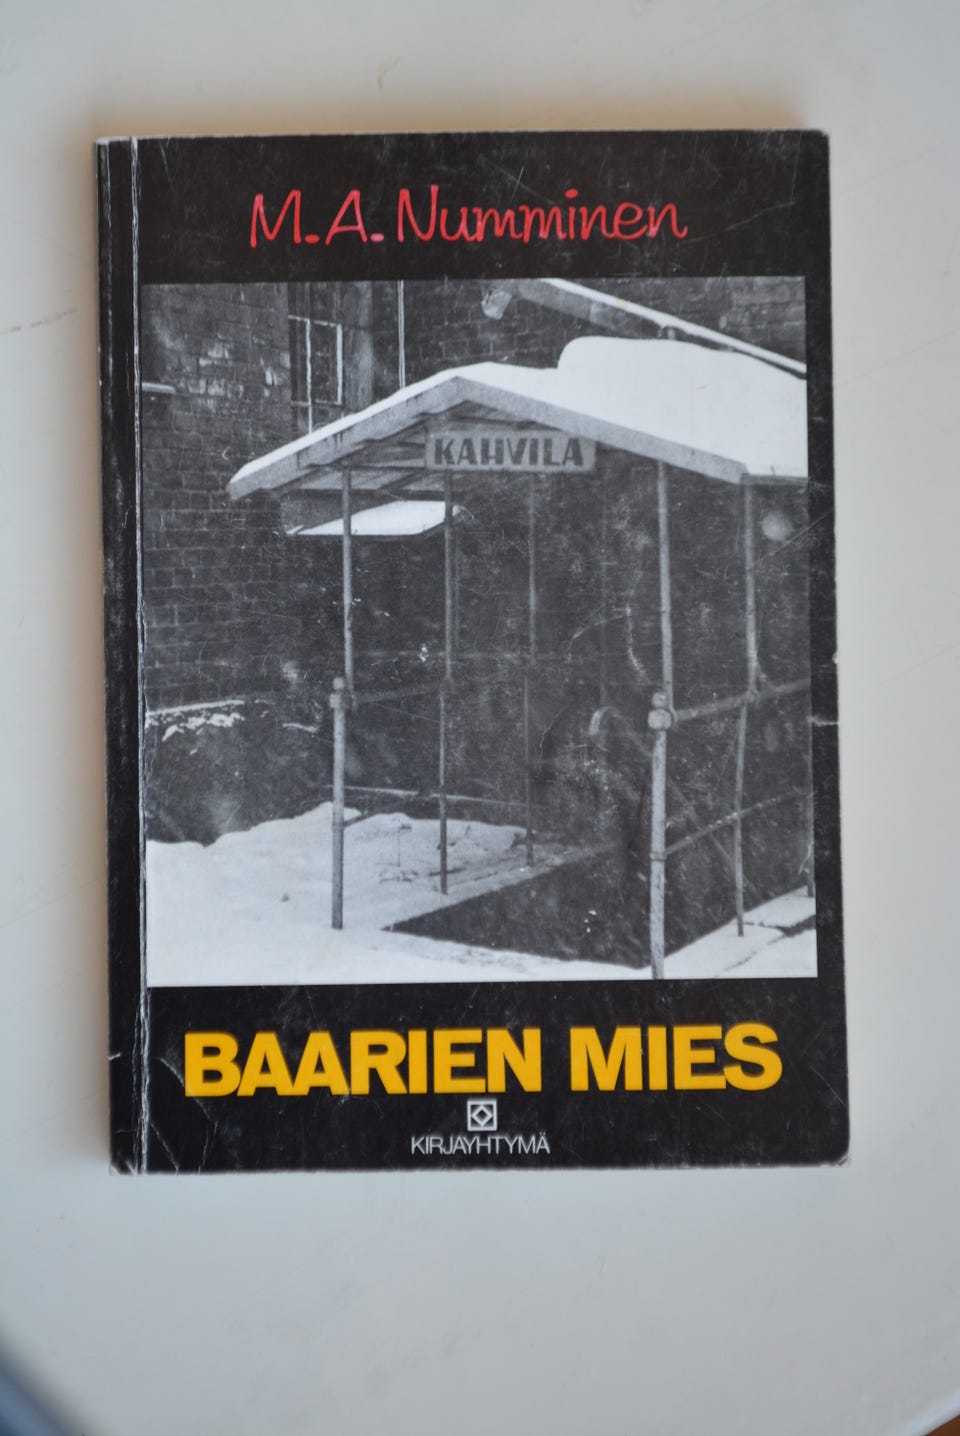 M.A. Numminen
KAHVILA
BAARIEN MIES
KIRJAYHTYMÄ